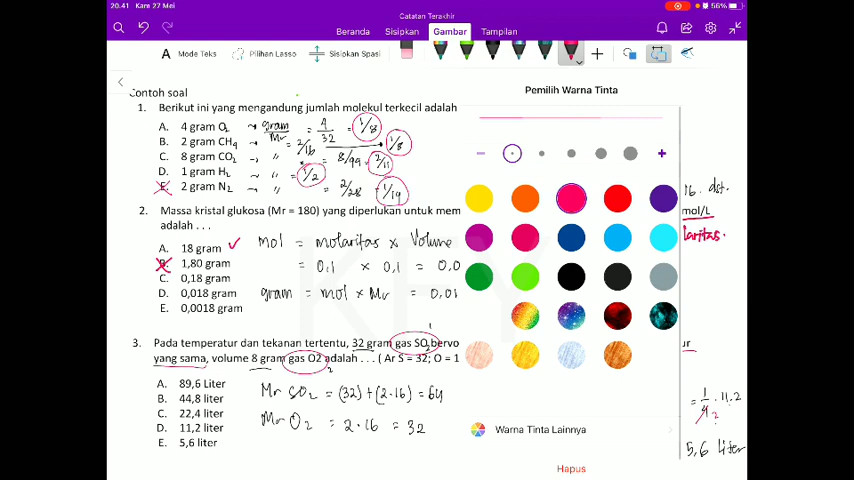 20.41 Kam 27 Mei
56%
Catatan Terakhir
Beranda Sisipkan Gambar Tampilan
A Mode Teks Pilihan Lasso Sisipkan Spasi
Contoh soal
1. Berikut ini yang mengandung jumlah molekul terkecil adalah
A. 4 gram O2 gram/Mr = 4/32 = 1/8
B. 2 gram CH4 = 2/16 1/8
C. 8 gram CO2 " = 8/44 2/11
D. 1 gram H2 " 1/2
E. 2 gram N2 " = 2/28 1/14
2. Massa kristal glukosa (Mr = 180) yang diperlukan untuk mem
adalah . . .
A. 18 gram
B. 1,80 gram
C. 0,18 gram
D. 0,018 gram
E. 0,0018 gram
mol = molaritas x Volume
= 0,1 x 0,1 = 0,0
gram = mol x Mr = 0,01
3. Pada temperatur dan tekanan tertentu, 32 gram gas SO2 bervo
yang sama, volume 8 gram gas O2 adalah . . . ( Ar S = 32; O = 1
A. 89,6 Liter
B. 44,8 liter
C. 22,4 liter
D. 11,2 liter
E. 5,6 liter
Mr SO2 = (32) + (2.16) = 64
Mr O2 = 2.16 = 32
Pemilih Warna Tinta
Warna Tinta Lainnya
Hapus
16. dst.
mol/L
laritas.
ur
= 1/4 . 11.2
2
5,6 liter